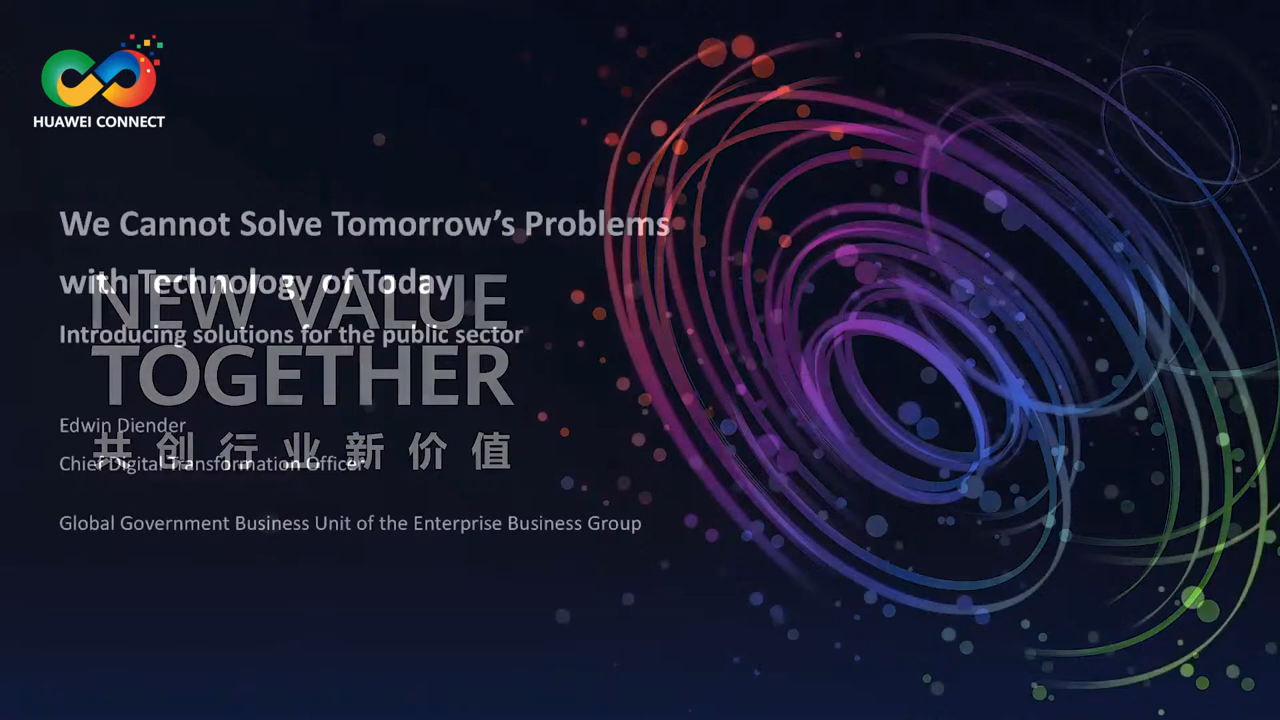 HUAWEI CONNECT
We Cannot Solve Tomorrow’s Problems
with Technology of Today
NEW VALUE
Introducing solutions for the public sector
TOGETHER
Edwin Diender
共创行业新价值
Chief Digital Transformation Officer
Global Government Business Unit of the Enterprise Business Group